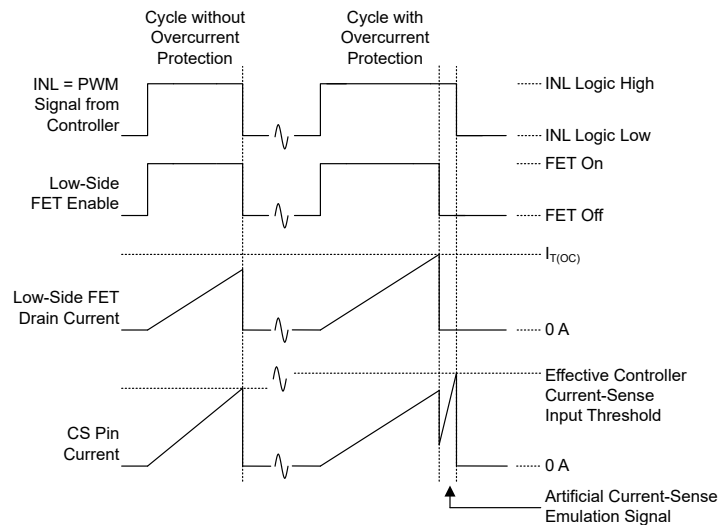 Cycle without
Overcurrent
Protection
Cycle with
Overcurrent
Protection
INL = PWM
Signal from
Controller
INL Logic High
INL Logic Low
Low-Side
FET Enable
FET On
FET Off
Low-Side FET
Drain Current
IT(OC)
0 A
CS Pin
Current
Effective Controller
Current-Sense
Input Threshold
0 A
Artificial Current-Sense
Emulation Signal